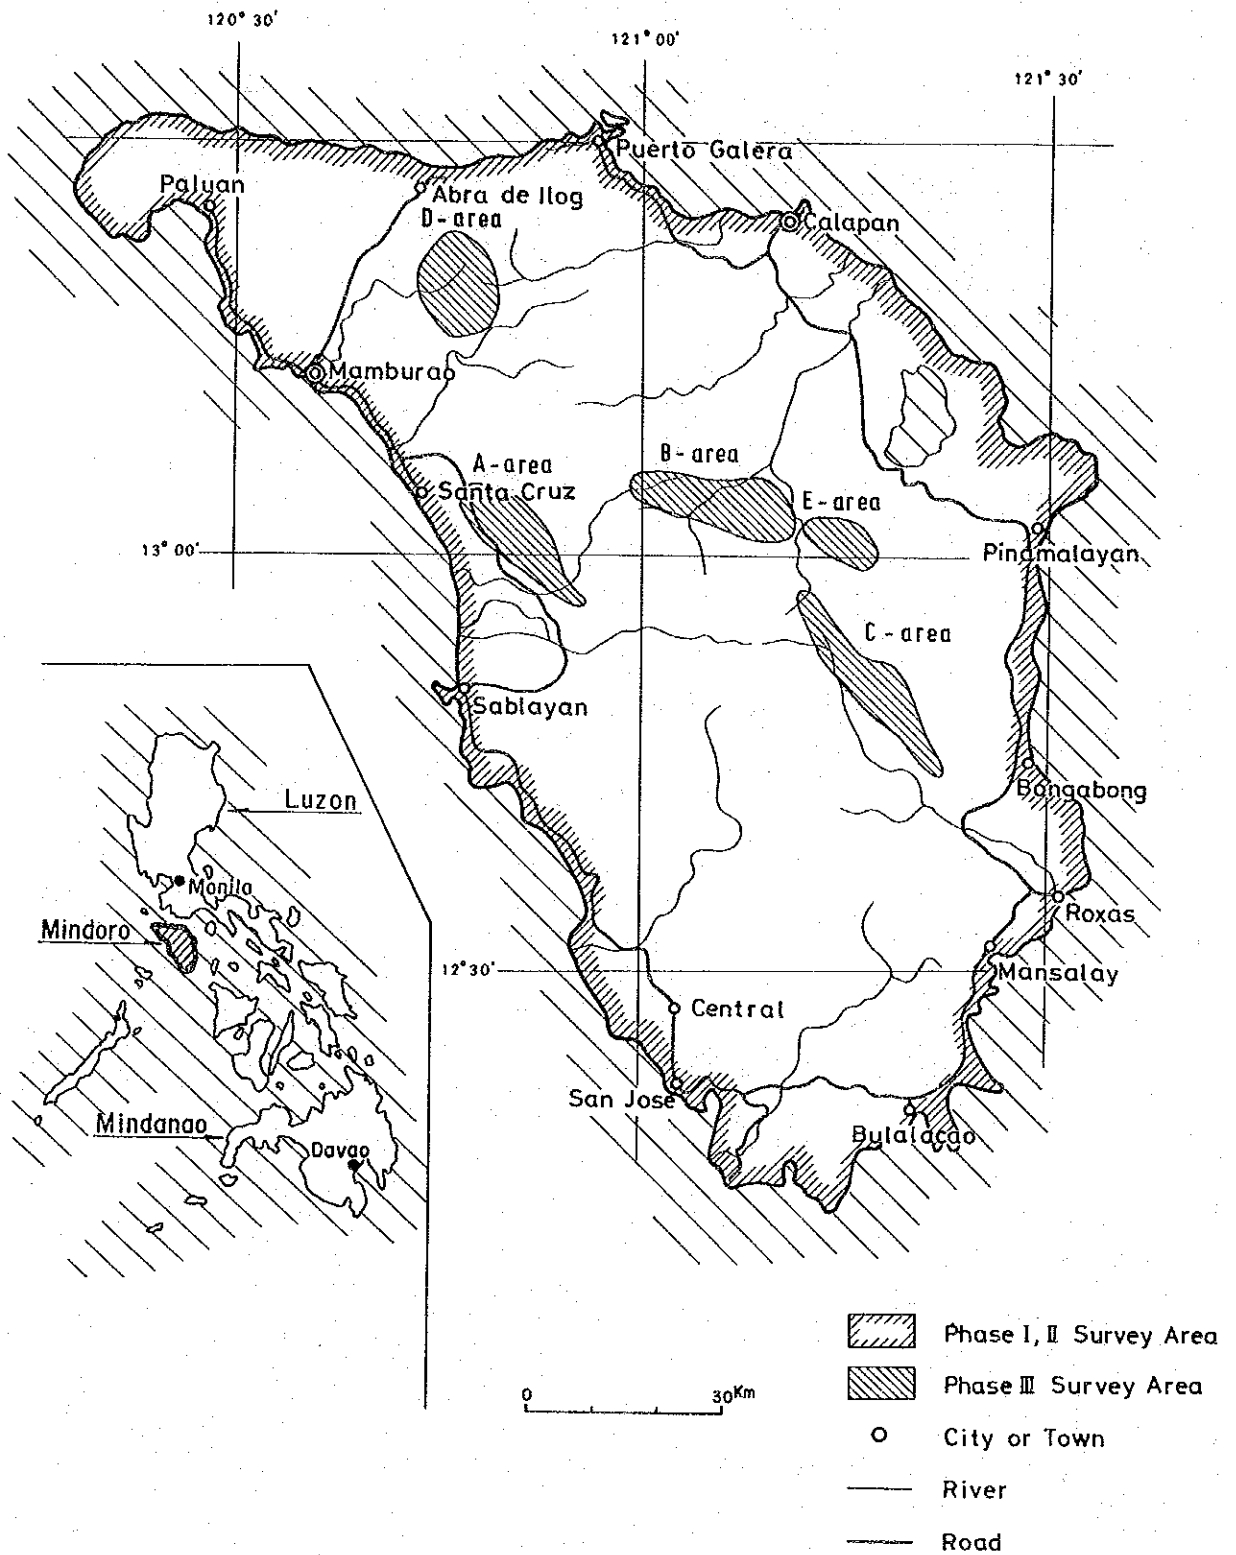 120° 30'
121° 00'
121° 30'
Puerto Galera
Paluan
Abra de Ilog
D-area
Calapan
Mamburao
B-area
A-area
Santa Cruz
E-area
13° 00'
Pinamalayan
C-area
Sablayan
Bongabong
Luzon
Manila
Mindoro
Roxas
12° 30'
Mansalay
Central
San Jose
Mindanao
Bulalacao
Davao
Phase I, II Survey Area
0 30Km
Phase III Survey Area
City or Town
River
Road